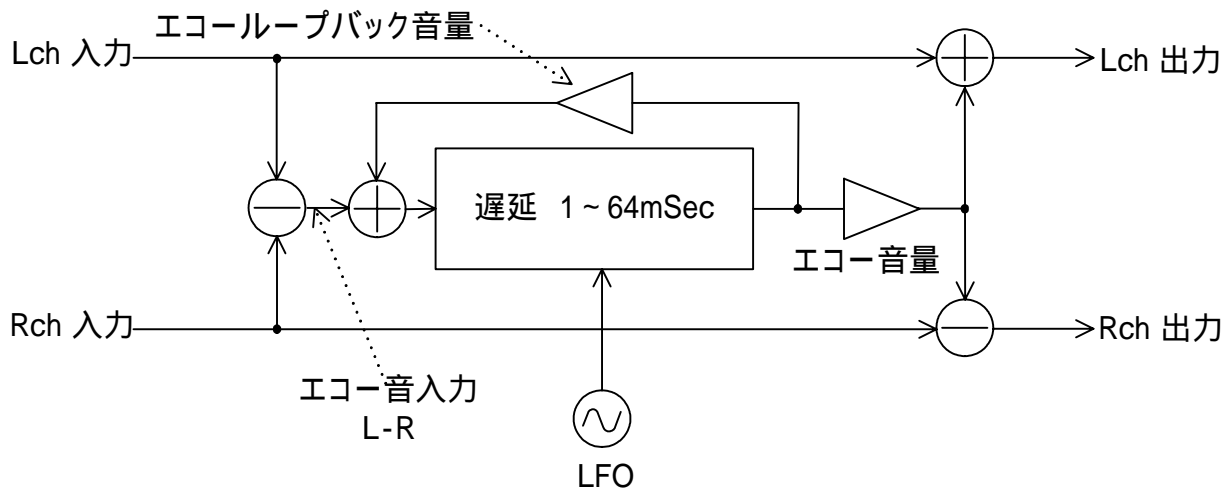 エコーループバック音量
Lch 入力
Lch 出力
遅延 1~64mSec
エコー音量
Rch 入力
Rch 出力
エコー音入力
L-R
LFO